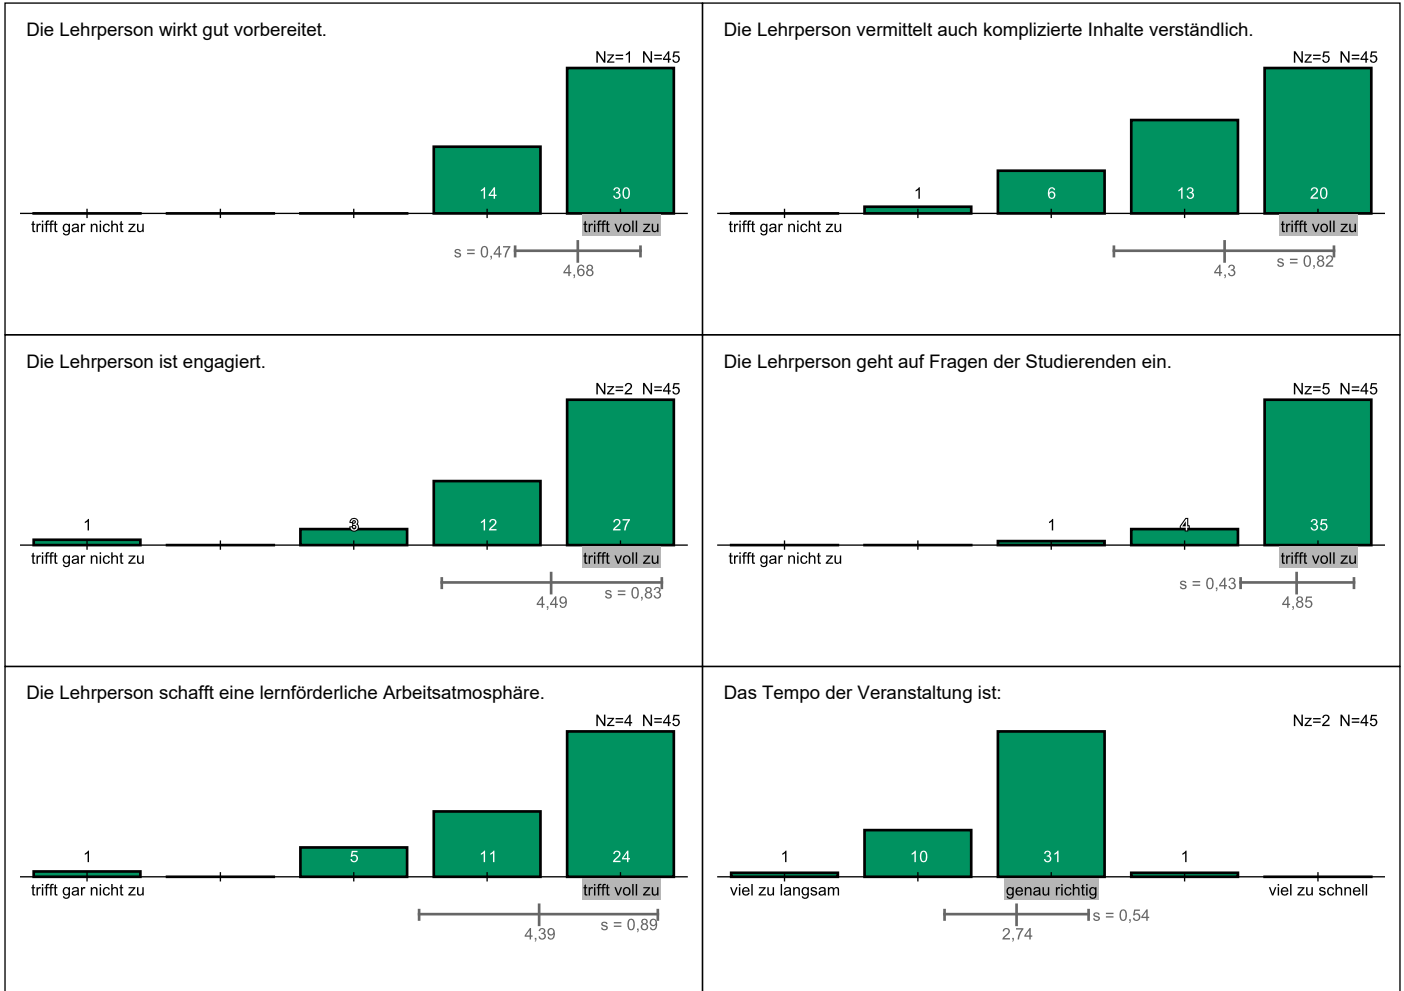 Die Lehrperson wirkt gut vorbereitet.
Nz=1 N=45
14
30
trifft gar nicht zu
trifft voll zu
s = 0,47
4,68
Die Lehrperson vermittelt auch komplizierte Inhalte verständlich.
Nz=5 N=45
1
6
13
20
trifft gar nicht zu
trifft voll zu
s = 0,82
4,3
Die Lehrperson ist engagiert.
Nz=2 N=45
1
3
12
27
trifft gar nicht zu
trifft voll zu
s = 0,83
4,49
Die Lehrperson geht auf Fragen der Studierenden ein.
Nz=5 N=45
1
4
35
trifft gar nicht zu
trifft voll zu
s = 0,43
4,85
Die Lehrperson schafft eine lernförderliche Arbeitsatmosphäre.
Nz=4 N=45
1
5
11
24
trifft gar nicht zu
trifft voll zu
s = 0,89
4,39
Das Tempo der Veranstaltung ist:
Nz=2 N=45
1
10
31
1
viel zu langsam
genau richtig
viel zu schnell
s = 0,54
2,74